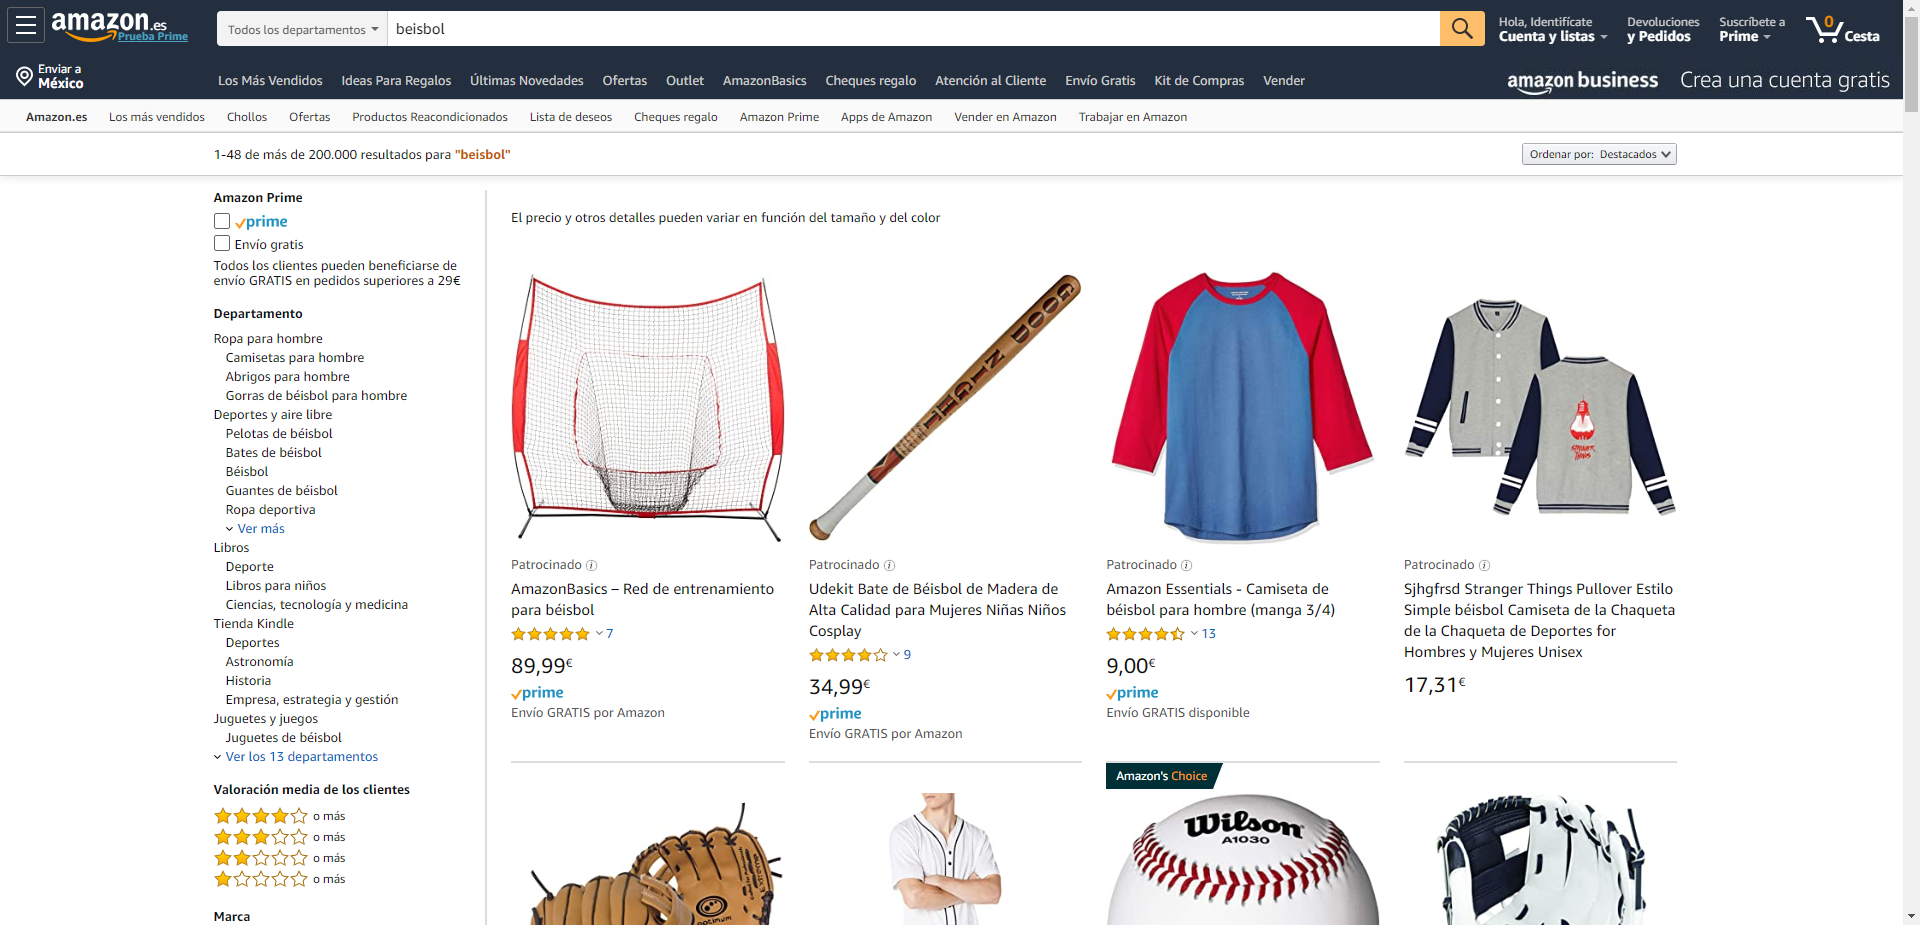 amazon.es
Prueba Prime
Todos los departamentos
beisbol
Hola, Identifícate
Cuenta y listas
Devoluciones
y Pedidos
Suscríbete a
Prime
0
Cesta
Enviar a
México
Los Más Vendidos
Ideas Para Regalos
Últimas Novedades
Ofertas
Outlet
AmazonBasics
Cheques regalo
Atención al Cliente
Envío Gratis
Kit de Compras
Vender
amazon business
Crea una cuenta gratis
Amazon.es
Los más vendidos
Chollos
Ofertas
Productos Reacondicionados
Lista de deseos
Cheques regalo
Amazon Prime
Apps de Amazon
Vender en Amazon
Trabajar en Amazon
1-48 de más de 200.000 resultados para "beisbol"
Ordenar por: Destacados
Amazon Prime
prime
Envío gratis
Todos los clientes pueden beneficiarse de
envío GRATIS en pedidos superiores a 29€
Departamento
Ropa para hombre
Camisetas para hombre
Abrigos para hombre
Gorras de béisbol para hombre
Deportes y aire libre
Pelotas de béisbol
Bates de béisbol
Béisbol
Guantes de béisbol
Ropa deportiva
Ver más
Libros
Deporte
Libros para niños
Ciencias, tecnología y medicina
Tienda Kindle
Deportes
Astronomía
Historia
Empresa, estrategia y gestión
Juguetes y juegos
Juguetes de béisbol
Ver los 13 departamentos
Valoración media de los clientes
o más
o más
o más
o más
Marca
El precio y otros detalles pueden variar en función del tamaño y del color
GOOD NIGHT
STRANGER
THINGS
Patrocinado
AmazonBasics – Red de entrenamiento
para béisbol
7
89,99€
prime
Envío GRATIS por Amazon
Patrocinado
Udekit Bate de Béisbol de Madera de
Alta Calidad para Mujeres Niñas Niños
Cosplay
9
34,99€
prime
Envío GRATIS por Amazon
Patrocinado
Amazon Essentials - Camiseta de
béisbol para hombre (manga 3/4)
13
9,00€
prime
Envío GRATIS disponible
Patrocinado
Sjhgfrsd Stranger Things Pullover Estilo
Simple béisbol Camiseta de la Chaqueta
de la Chaqueta de Deportes for
Hombres y Mujeres Unisex
17,31€
optimum
Extreme
Amazon's Choice
Wilson
A1030